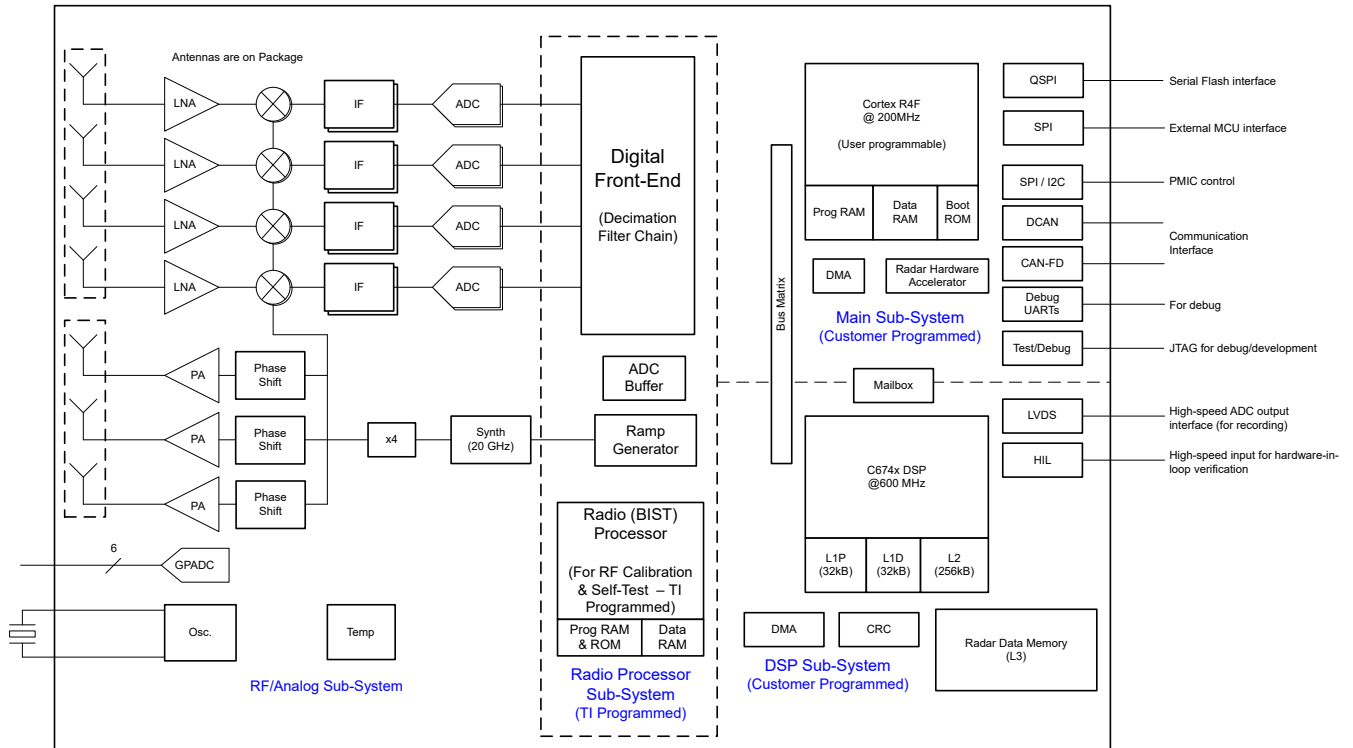 Antennas are on Package
LNA
IF
ADC
LNA
IF
ADC
LNA
IF
ADC
LNA
IF
ADC
PA
Phase
Shift
PA
Phase
Shift
PA
Phase
Shift
x4
Synth
(20 GHz)
6
GPADC
Osc.
Temp
RF/Analog Sub-System
Digital
Front-End
(Decimation
Filter Chain)
ADC
Buffer
Ramp
Generator
Radio (BIST)
Processor
(For RF Calibration
& Self-Test – TI
Programmed)
Prog RAM
& ROM
Data
RAM
Radio Processor
Sub-System
(TI Programmed)
Bus Matrix
Cortex R4F
@ 200MHz
(User programmable)
Prog RAM
Data
RAM
Boot
ROM
DMA
Radar Hardware
Accelerator
Main Sub-System
(Customer Programmed)
Mailbox
C674x DSP
@600 MHz
L1P
(32kB)
L1D
(32kB)
L2
(256kB)
DMA
CRC
DSP Sub-System
(Customer Programmed)
Radar Data Memory
(L3)
QSPI
Serial Flash interface
SPI
External MCU interface
SPI / I2C
PMIC control
DCAN
CAN-FD
Communication
Interface
Debug
UARTs
For debug
Test/Debug
JTAG for debug/development
LVDS
High-speed ADC output
interface (for recording)
HIL
High-speed input for hardware-in-
loop verification